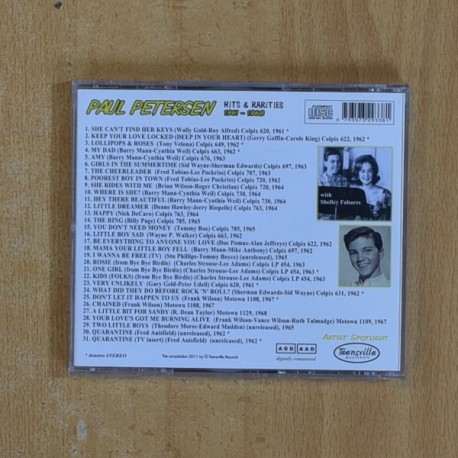 PAUL PETERSEN
HITS & RARITIES
1961 - 1968
COMPACT
1. SHE CAN'T FIND HER KEYS (Wally Gold-Roy Alfred) Colpix 620, 1961 *
2. KEEP YOUR LOVE LOCKED (DEEP IN YOUR HEART) (Gerry Goffin-Carole King) Colpix 622, 1962 *
3. LOLLIPOPS & ROSES (Tony Velona) Colpix 649, 1962 *
4. MY DAD (Barry Mann-Cynthia Weil) Colpix 663, 1962 *
5. AMY (Barry Mann-Cynthia Weil) Colpix 676, 1963
6. GIRLS IN THE SUMMERTIME (Sid Wayne-Sherman Edwards) Colpix 697, 1963
7. THE CHEERLEADER (Fred Tobias-Lee Pockriss) Colpix 707, 1963
8. POOREST BOY IN TOWN (Fred Tobias-Lee Pockriss) Colpix 720, 1962
9. SHE RIDES WITH ME (Brian Wilson-Roger Christian) Colpix 720, 1964
10. WHERE IS SHE? (Barry Mann-Cynthia Weil) Colpix 730, 1964
11. HEY THERE BEAUTIFUL (Barry Mann-Cynthia Weil) Colpix 730, 1964
12. LITTLE DREAMER (Deane Hawley-Jerry Riopelle) Colpix 763, 1964
13. HAPPY (Nick DeCaro) Colpix 763, 1964
14. THE RING (Billy Page) Colpix 785, 1965
15. YOU DON'T NEED MONEY (Tommy Roe) Colpix 785, 1965
16. LITTLE BOY SAD (Wayne P. Walker) Colpix 663, 1962
17. BE EVERYTHING TO ANYONE YOU LOVE (Doc Pomus-Alan Jeffreys) Colpix 622, 1962
18. MAMA YOUR LITTLE BOY FELL (Barry Mann-Mike Anthony) Colpix 697, 1963
19. I WANNA BE FREE (TV) (Stu Phillips-Tommy Boyce) (unreleased), 1965
20. ROSIE (from Bye Bye Birdie) (Charles Strouse-Lee Adams) Colpix LP 454, 1963
21. ONE GIRL (from Bye Bye Birdie) (Charles Strouse-Lee Adams) Colpix LP 454, 1963 *
22. KIDS (FOLKS) (from Bye Bye Birdie) (Charles Strouse-Lee Adams) Colpix LP 454, 1963
23. VERY UNLIKELY (Gary Geld-Peter Udell) Colpix 620, 1961 *
24. WHAT DID THEY DO BEFORE ROCK 'N' ROLL? (Sherman Edwards-Sid Wayne) Colpix 631, 1962 *
25. DON'T LET IT HAPPEN TO US (Frank Wilson) Motown 1108, 1967 *
26. CHAINED (Frank Wilson) Motown 1108, 1967
27. A LITTLE BIT FOR SANDY (R. Dean Taylor) Motown 1129, 1968
28. YOUR LOVE'S GOT ME BURNING ALIVE (Frank Wilson-Vance Wilson-Ruth Talmudge) Motown 1109, 1967
29. TWO LITTLE BOYS (Theodore Morse-Edward Maddox) (unreleased) 1965
30. QUARANTINE (Fred Anisfield) (unreleased), 1962 *
31. QUARANTINE (TV insert) (Fred Anisfield) (unreleased), 1962 *
with
Shelley Fabares
ARTIST SPOTLIGHT
* denotes STEREO
This compilation 2011 by © Teensville Records
ADD AAD
digitally remastered
Teensville
RECORDS